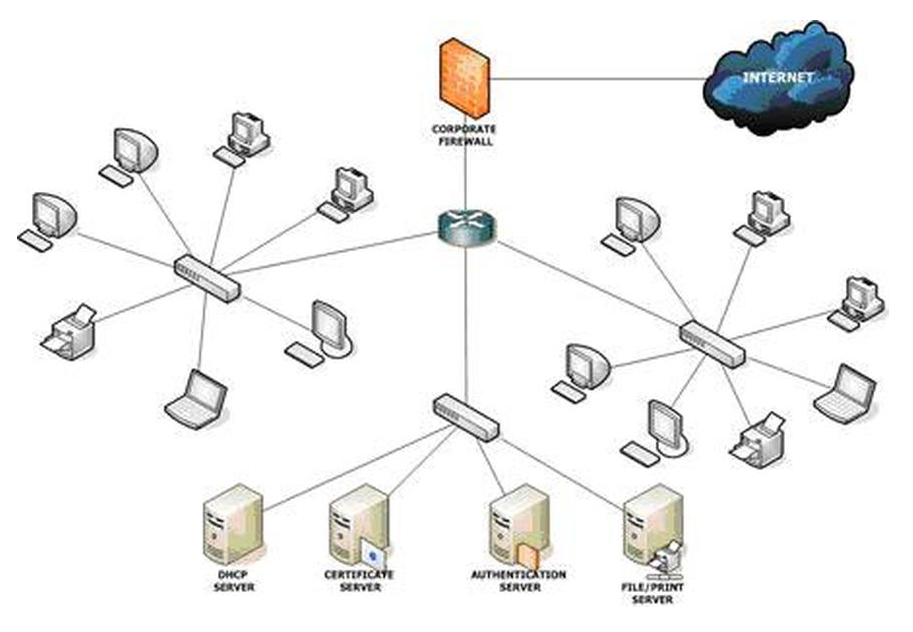 INTERNET
CORPORATE
FIREWALL
DHCP
SERVER
CERTIFICATE
SERVER
AUTHENTICATION
SERVER
FILE/PRINT
SERVER